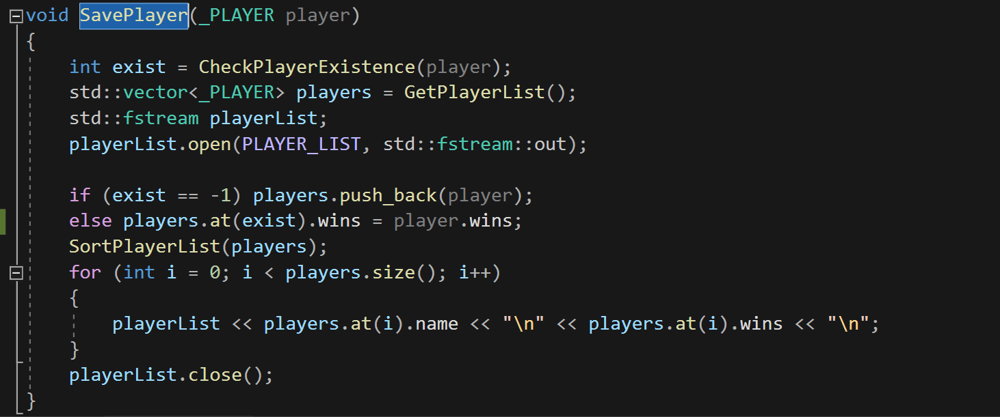 void SavePlayer(_PLAYER player)
{
    int exist = CheckPlayerExistence(player);
    std::vector<_PLAYER> players = GetPlayerList();
    std::fstream playerList;
    playerList.open(PLAYER_LIST, std::fstream::out);

    if (exist == -1) players.push_back(player);
    else players.at(exist).wins = player.wins;
    SortPlayerList(players);
    for (int i = 0; i < players.size(); i++)
    {
        playerList << players.at(i).name << "\n" << players.at(i).wins << "\n";
    }
    playerList.close();
}